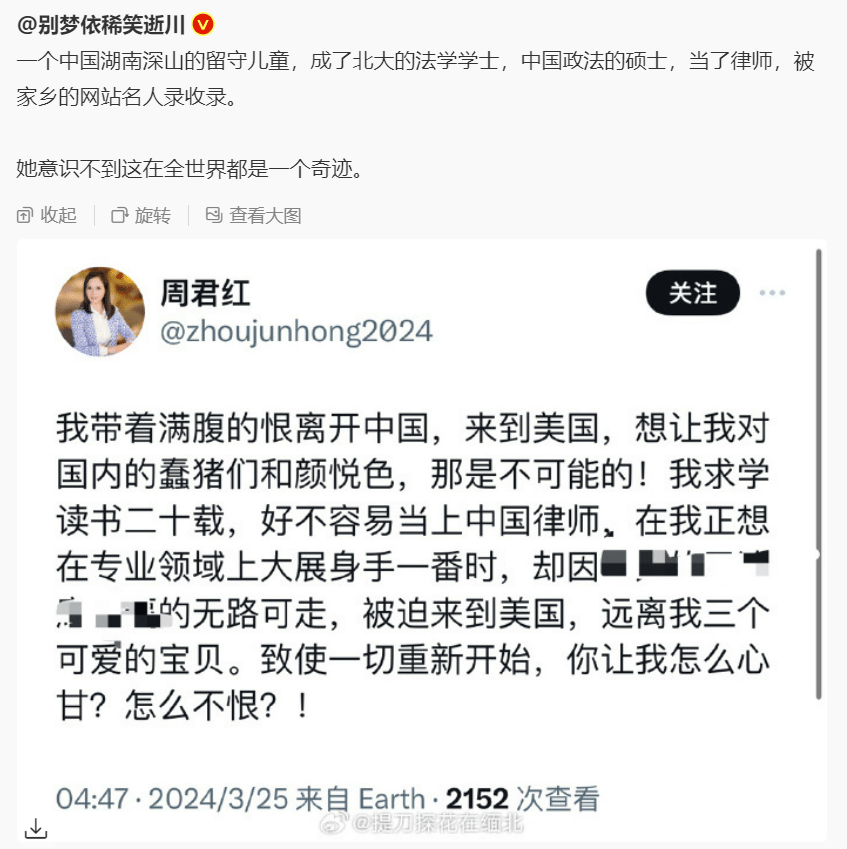 @别梦依稀笑逝川
一个中国湖南深山的留守儿童，成了北大的法学学士，中国政法的硕士，当了律师，被
家乡的网站名人录收录。
她意识不到这在全世界都是一个奇迹。
收起 旋转 查看大图
周君红
关注
@zhoujunhong2024
我带着满腹的恨离开中国，来到美国，想让我对
国内的蠢猪们和颜悦色，那是不可能的！我求学
读书二十载，好不容易当上中国律师。在我正想
在专业领域上大展身手一番时，却因
的无路可走，被迫来到美国，远离我三个
可爱的宝贝。致使一切重新开始，你让我怎么心
甘？怎么不恨？！
04:47 · 2024/3/25 来自 Earth · 2152 次查看
@提刀探花在缅北